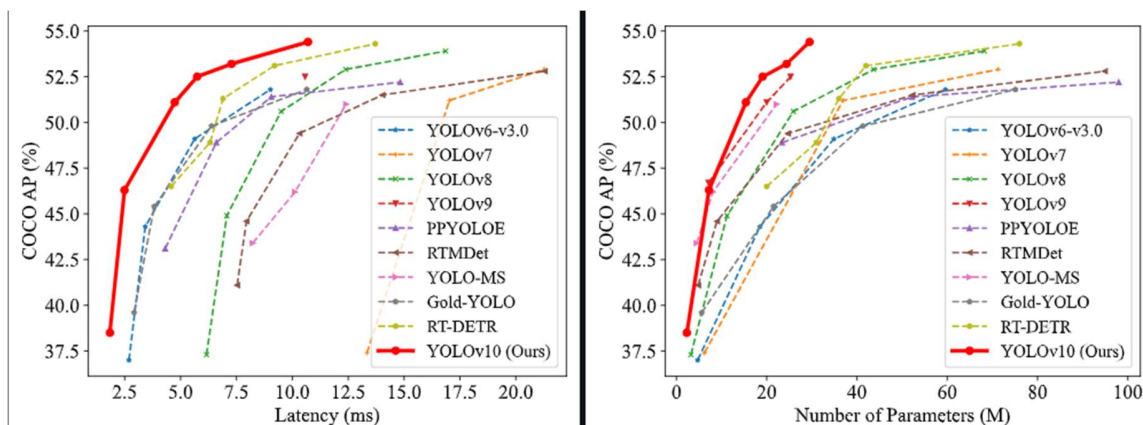 55.0
52.5
50.0
47.5
45.0
42.5
40.0
37.5
COCO AP (%)
YOLOv6-v3.0
YOLOv7
YOLOv8
YOLOv9
PPYOLOE
RTMDet
YOLO-MS
Gold-YOLO
RT-DETR
YOLOv10 (Ours)
2.5 5.0 7.5 10.0 12.5 15.0 17.5 20.0
Latency (ms)
55.0
52.5
50.0
47.5
45.0
42.5
40.0
37.5
COCO AP (%)
YOLOv6-v3.0
YOLOv7
YOLOv8
YOLOv9
PPYOLOE
RTMDet
YOLO-MS
Gold-YOLO
RT-DETR
YOLOv10 (Ours)
0 20 40 60 80 100
Number of Parameters (M)